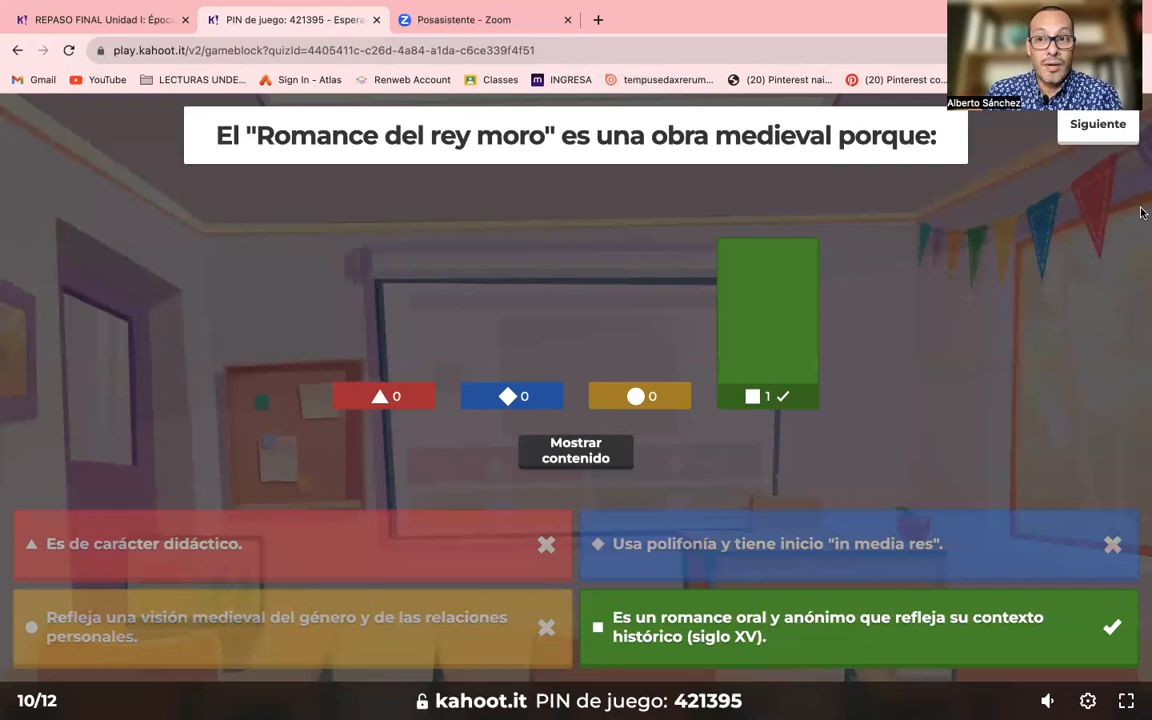 REPASO FINAL Unidad I: Époc
PIN de juego: 421395 - Espera
Posasistente - Zoom
play.kahoot.it/v2/gameblock?quizId=4405411c-c26d-4a84-a1da-c6ce339f4f51
Gmail
YouTube
LECTURAS UNDE...
Sign In - Atlas
Renweb Account
Classes
INGRESA
tempusedaxrerum...
(20) Pinterest nai...
(20) Pinterest co...
Alberto Sánchez
El "Romance del rey moro" es una obra medieval porque:
Siguiente
0
0
0
1
Mostrar
contenido
Es de carácter didáctico.
Usa polifonía y tiene inicio "in media res".
Refleja una visión medieval del género y de las relaciones
personales.
Es un romance oral y anónimo que refleja su contexto
histórico (siglo XV).
10/12
kahoot.it PIN de juego: 421395